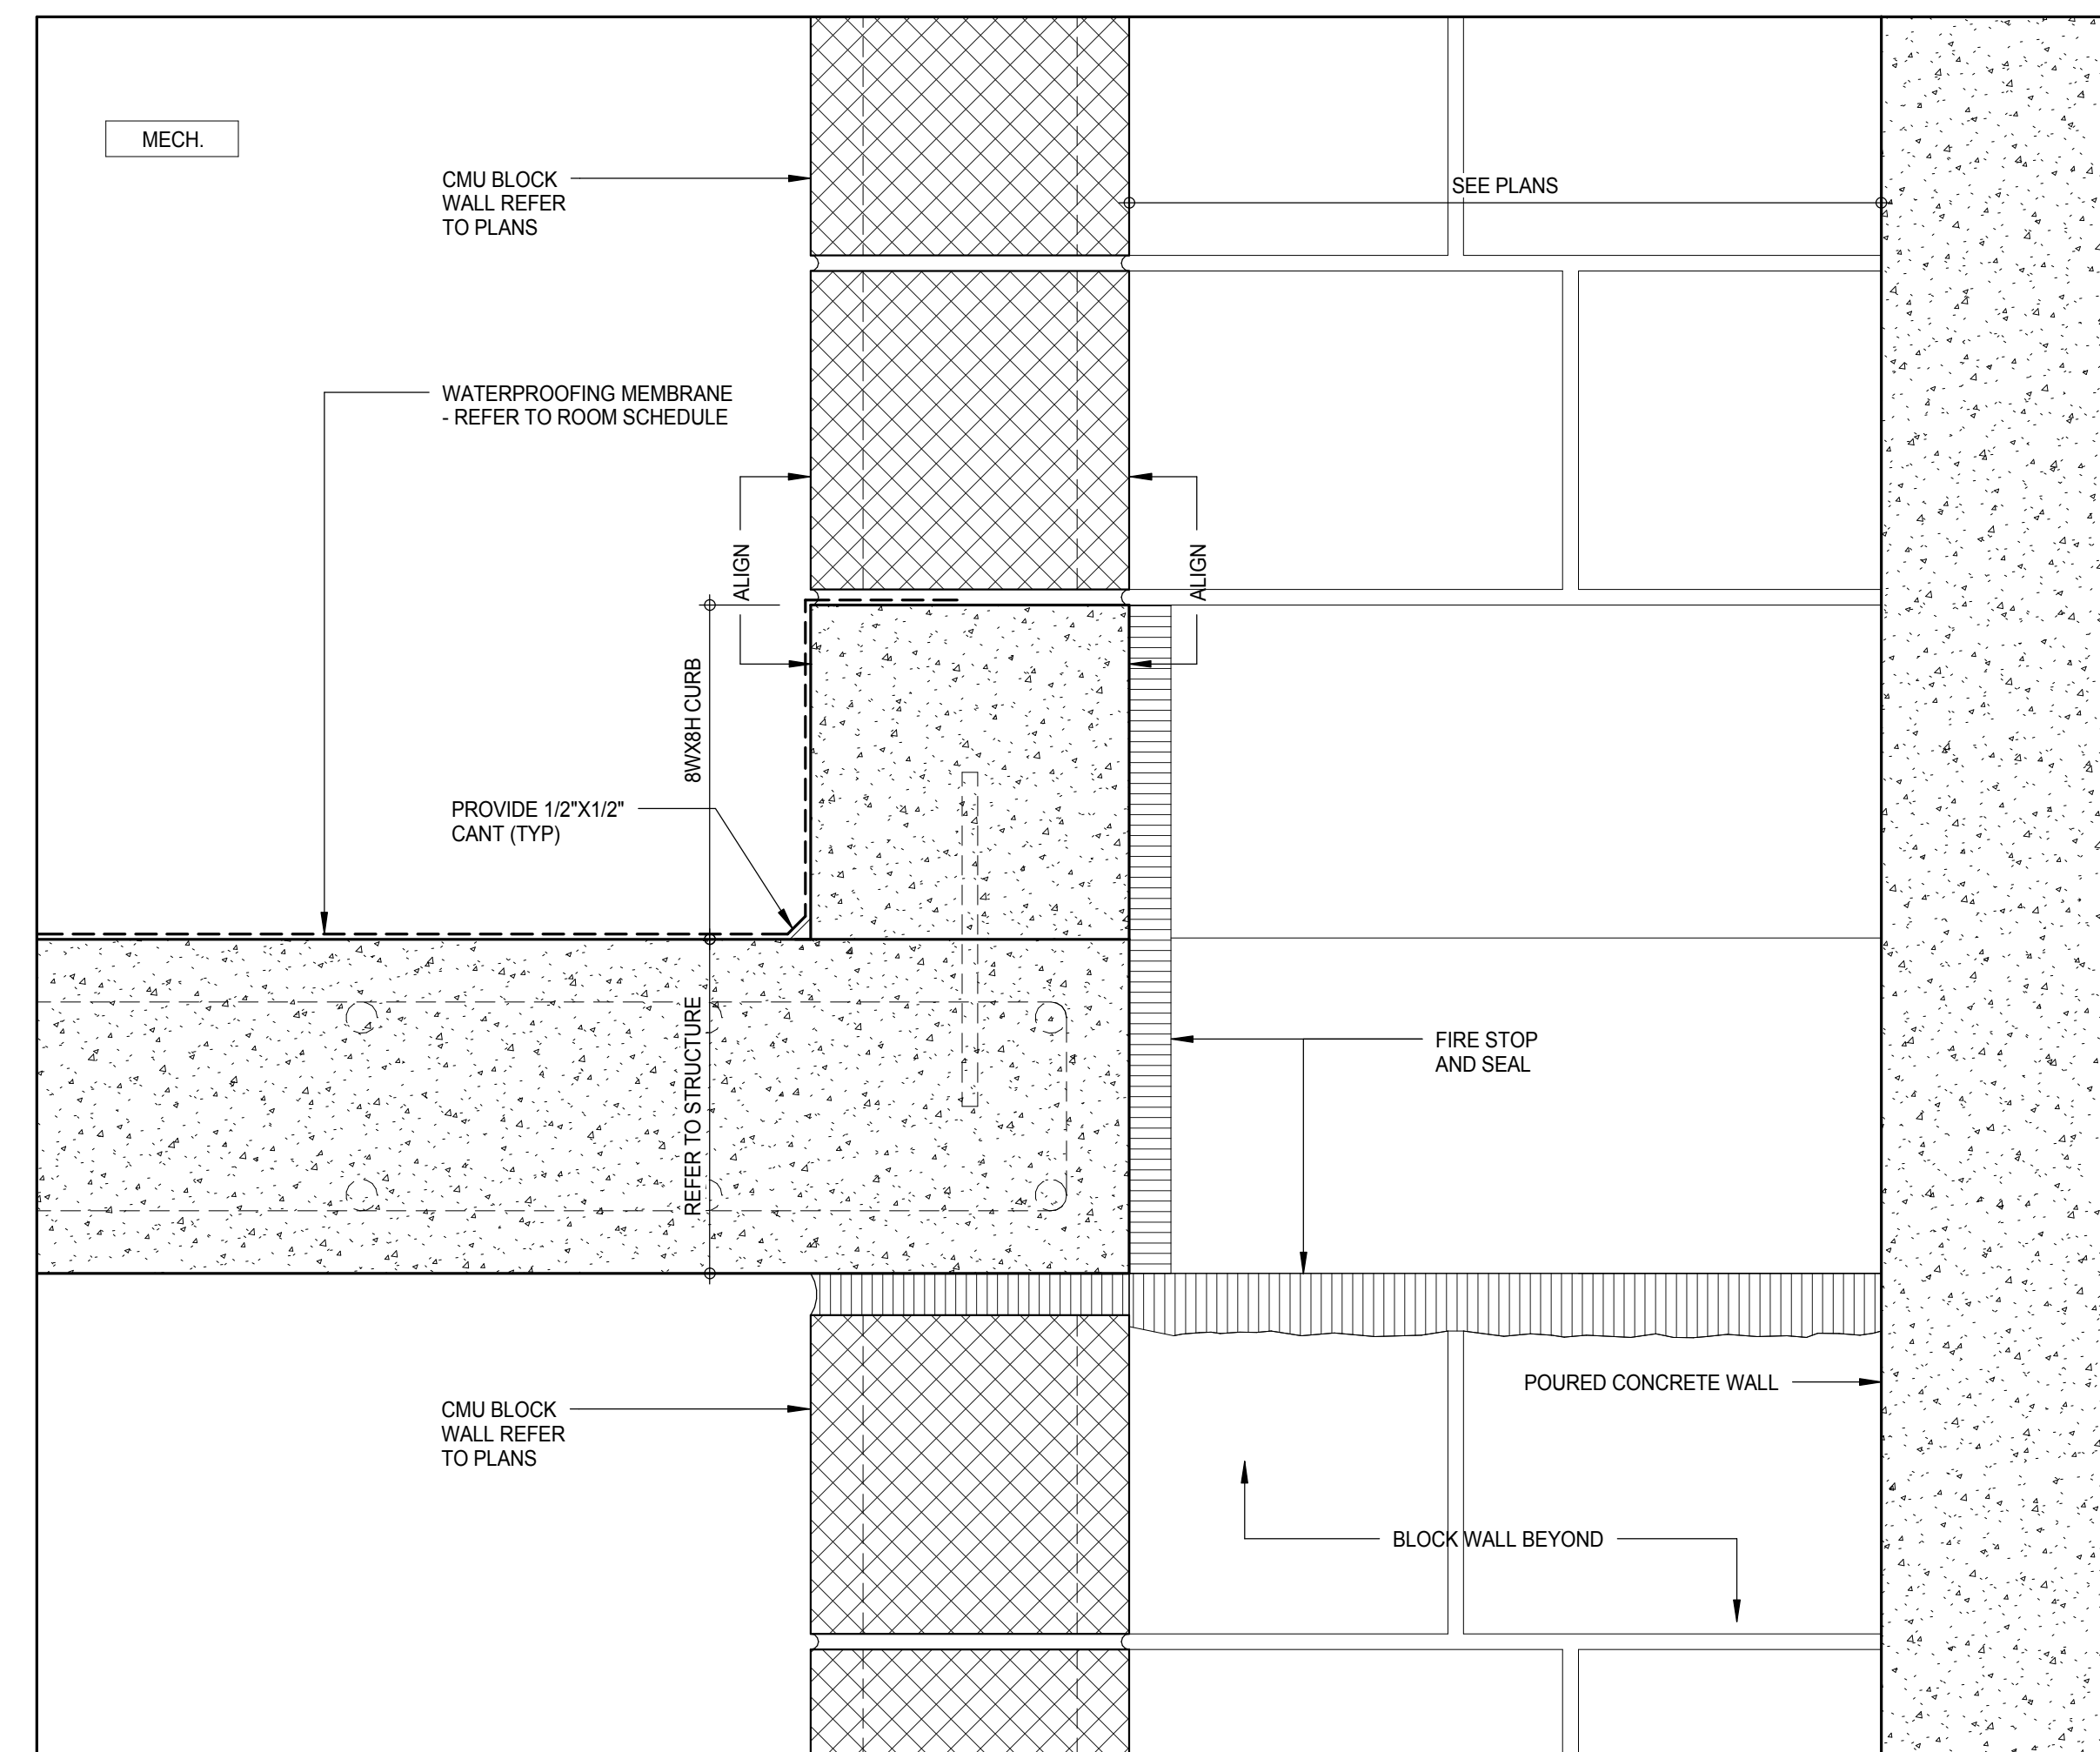 MECH.
CMU BLOCK
WALL REFER
TO PLANS
SEE PLANS
WATERPROOFING MEMBRANE
- REFER TO ROOM SCHEDULE
ALIGN
ALIGN
8WX8H CURB
PROVIDE 1/2"X1/2"
CANT (TYP)
REFER TO STRUCTURE
FIRE STOP
AND SEAL
POURED CONCRETE WALL
CMU BLOCK
WALL REFER
TO PLANS
BLOCK WALL BEYOND